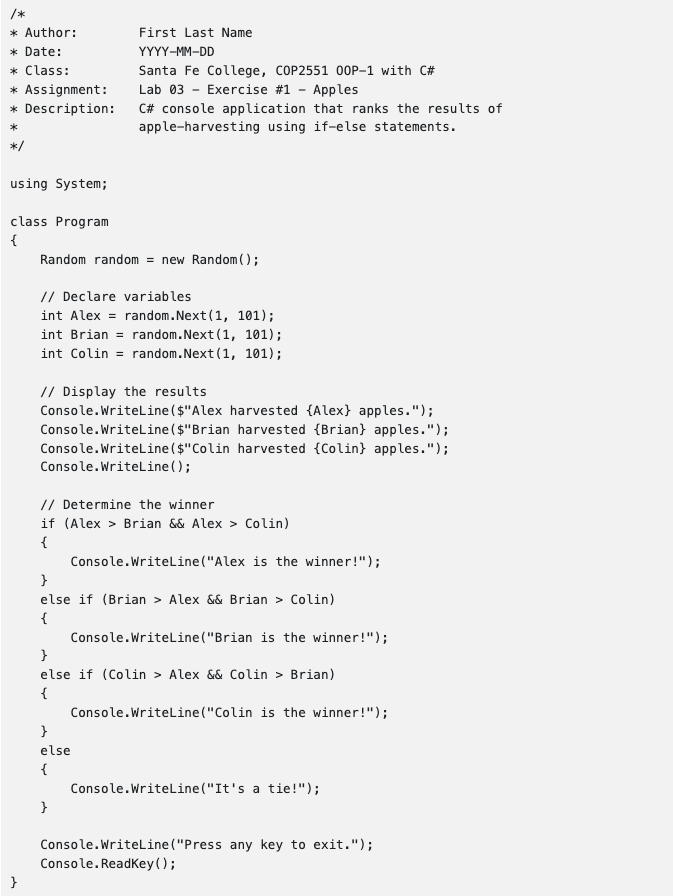 /*
* Author:        First Last Name
* Date:          YYYY-MM-DD
* Class:         Santa Fe College, COP2551 OOP-1 with C#
* Assignment:    Lab 03 - Exercise #1 - Apples
* Description:   C# console application that ranks the results of
*                apple-harvesting using if-else statements.
*/

using System;

class Program
{
    Random random = new Random();

    // Declare variables
    int Alex = random.Next(1, 101);
    int Brian = random.Next(1, 101);
    int Colin = random.Next(1, 101);

    // Display the results
    Console.WriteLine($"Alex harvested {Alex} apples.");
    Console.WriteLine($"Brian harvested {Brian} apples.");
    Console.WriteLine($"Colin harvested {Colin} apples.");
    Console.WriteLine();

    // Determine the winner
    if (Alex > Brian && Alex > Colin)
    {
        Console.WriteLine("Alex is the winner!");
    }
    else if (Brian > Alex && Brian > Colin)
    {
        Console.WriteLine("Brian is the winner!");
    }
    else if (Colin > Alex && Colin > Brian)
    {
        Console.WriteLine("Colin is the winner!");
    }
    else
    {
        Console.WriteLine("It's a tie!");
    }

    Console.WriteLine("Press any key to exit.");
    Console.ReadKey();
}